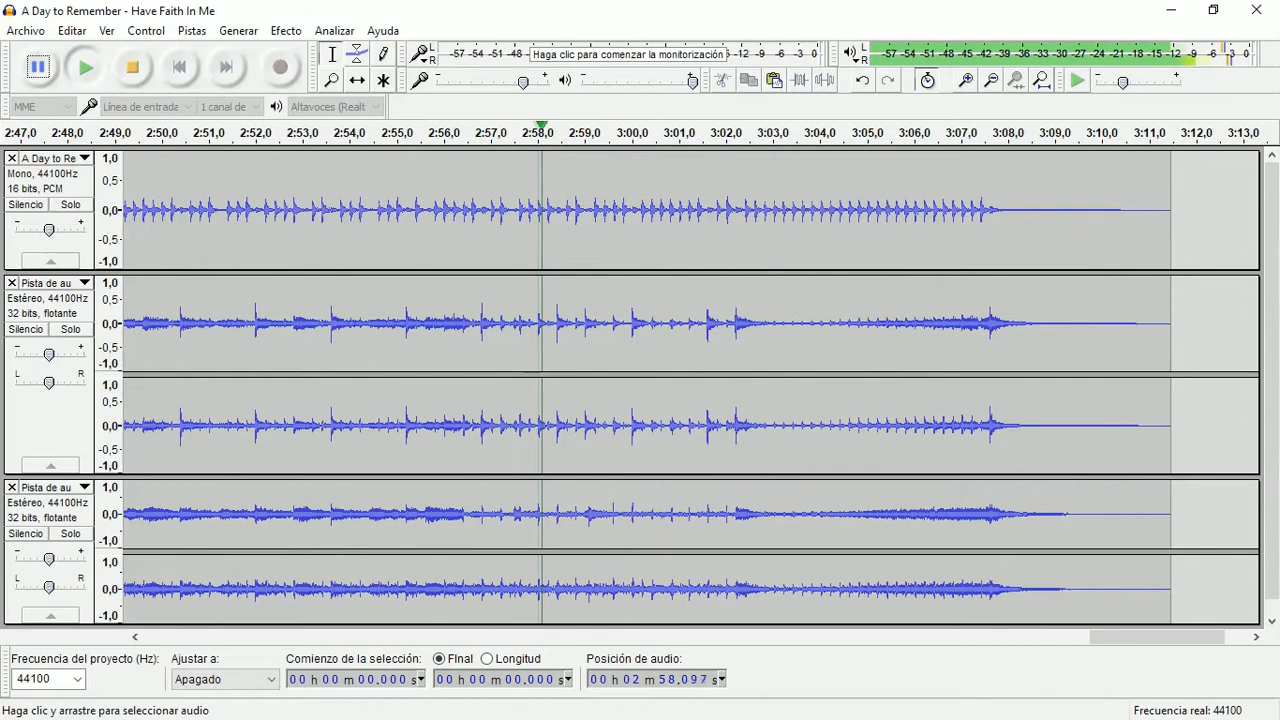 A Day to Remember - Have Faith In Me
Archivo Editar Ver Control Pistas Generar Efecto Analizar Ayuda
L R -57 -54 -51 -48 Haga clic para comenzar la monitorización -12 -9 -6 -3 0
L R -57 -54 -51 -48 -45 -42 -39 -36 -33 -30 -27 -24 -21 -18 -15 -12 -9 -6 -3 0
- + - + - +
MME Línea de entrada 1 canal de Altavoces (Realt
2:47,0 2:48,0 2:49,0 2:50,0 2:51,0 2:52,0 2:53,0 2:54,0 2:55,0 2:56,0 2:57,0 2:58,0 2:59,0 3:00,0 3:01,0 3:02,0 3:03,0 3:04,0 3:05,0 3:06,0 3:07,0 3:08,0 3:09,0 3:10,0 3:11,0 3:12,0 3:13,0
A Day to Re
Mono, 44100Hz
16 bits, PCM
Silencio Solo
- +
1,0
0,5
0,0
-0,5
-1,0
Pista de au
Estéreo, 44100Hz
32 bits, flotante
Silencio Solo
- +
L R
1,0
0,5
0,0
-0,5
-1,0
1,0
0,5
0,0
-0,5
-1,0
Pista de au
Estéreo, 44100Hz
32 bits, flotante
Silencio Solo
- +
L R
1,0
0,0
-1,0
1,0
0,0
-1,0
Frecuencia del proyecto (Hz): Ajustar a: Comienzo de la selección: FInal Longitud Posición de audio:
44100 Apagado 00 h 00 m 00.000 s 00 h 00 m 00.000 s 00 h 02 m 58.097 s
Haga clic y arrastre para seleccionar audio Frecuencia real: 44100